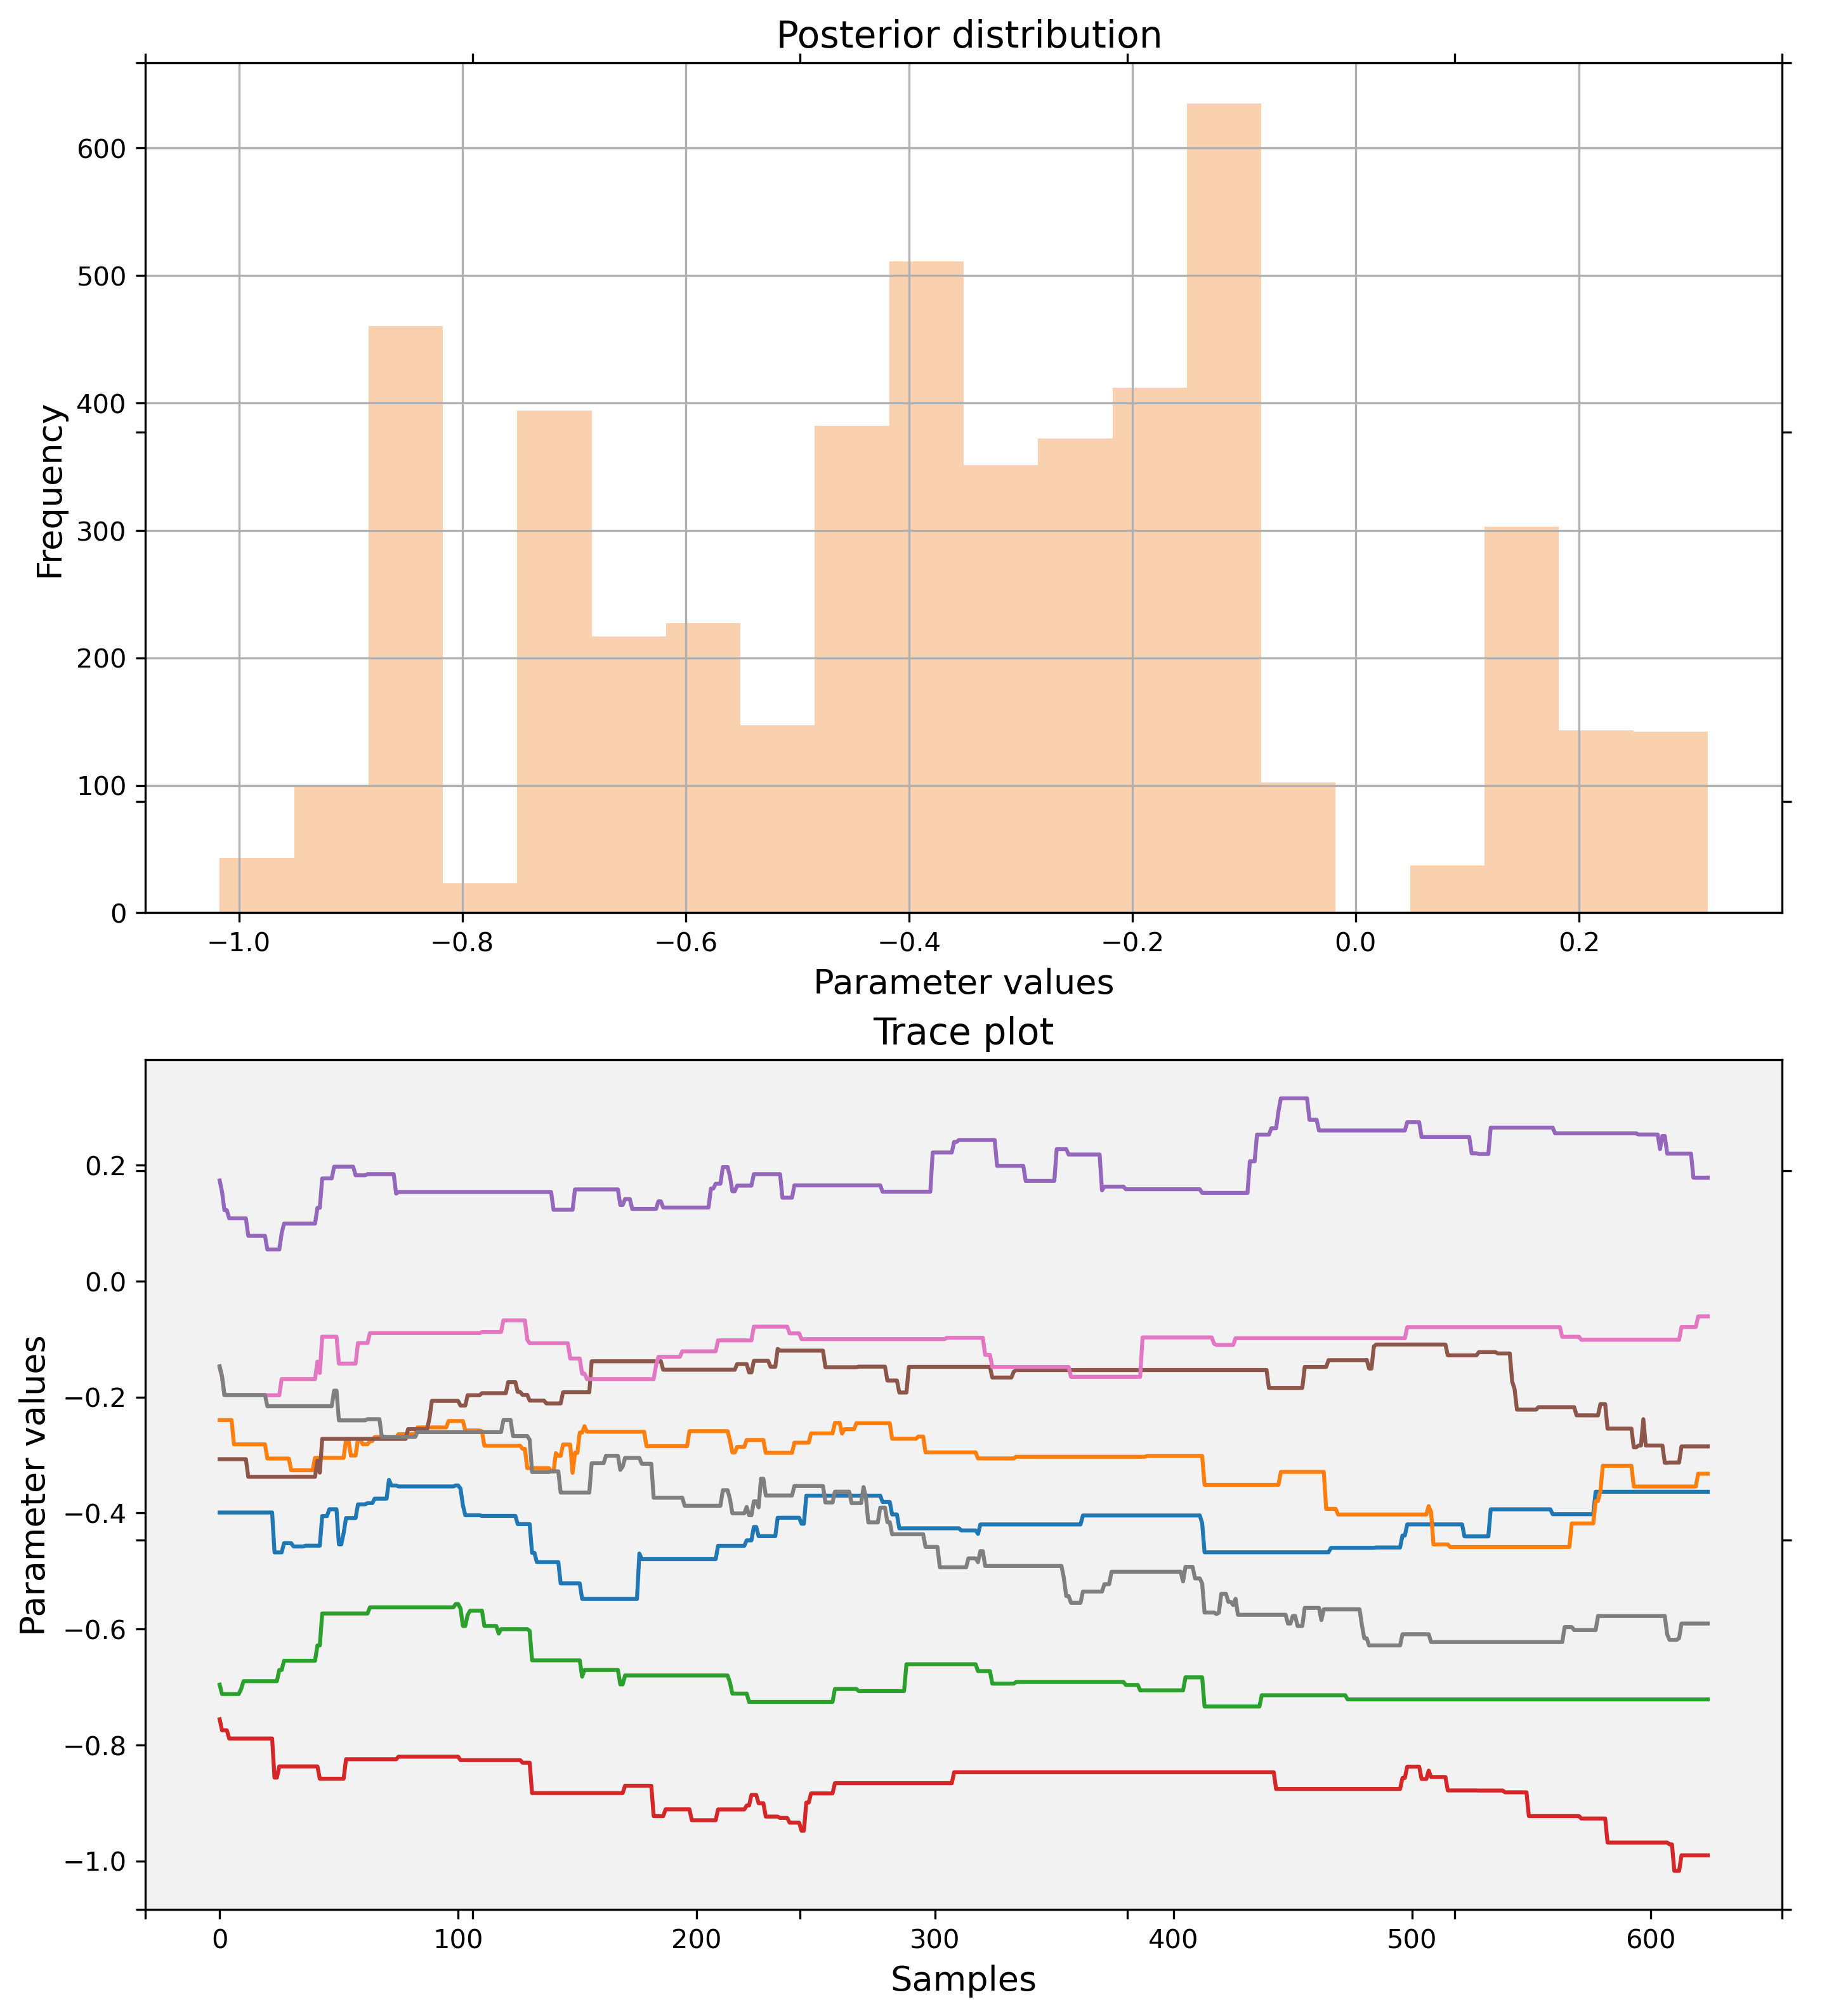 Posterior distribution
Frequency
600
500
400
300
200
100
0
−1.0 −0.8 −0.6 −0.4 −0.2 0.0 0.2
Parameter values
Trace plot
Parameter values
0.2
0.0
−0.2
−0.4
−0.6
−0.8
−1.0
0 100 200 300 400 500 600
Samples